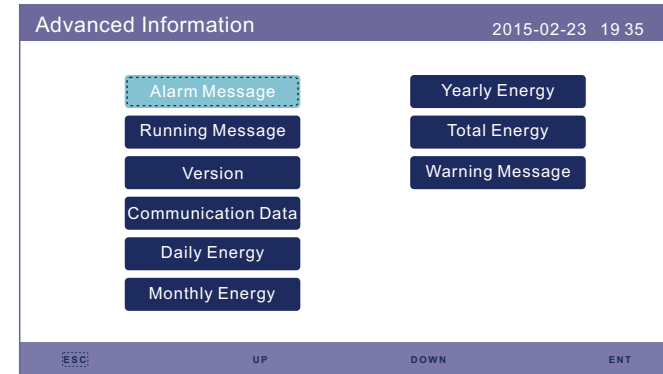 Advanced Information
2015-02-23 19 35
Alarm Message
Running Message
Version
Communication Data
Daily Energy
Monthly Energy
Yearly Energy
Total Energy
Warning Message
ESC UP DOWN ENT